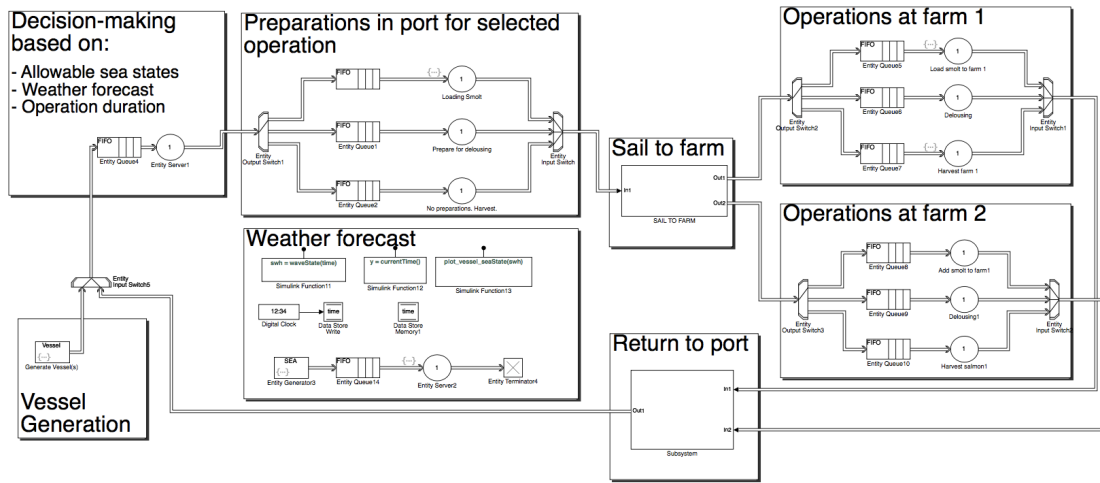 Decision-making
based on:
- Allowable sea states
- Weather forecast
- Operation duration
FIFO
Entity Queue4
1
Entity Server1
Preparations in port for selected
operation
Entity
Output Switch1
FIFO
Entity Queue
{...}
1
Loading Smolt
FIFO
Entity Queue1
1
Prepare for delousing
FIFO
Entity Queue2
1
No preparations. Harvest.
Entity
Input Switch
Sail to farm
In1
Out1
Out2
SAIL TO FARM
Operations at farm 1
Entity
Output Switch2
FIFO
Entity Queue5
{...}
1
Load smolt to farm 1
FIFO
Entity Queue6
1
Delousing
FIFO
Entity Queue7
{...}
1
Harvest farm 1
Entity
Input Switch1
Operations at farm 2
Entity
Output Switch3
FIFO
Entity Queue8
1
Add smolt to farm1
FIFO
Entity Queue9
1
Delousing1
FIFO
Entity Queue10
1
Harvest salmon1
Entity
Input Switch2
Weather forecast
swh = waveState(time)
Simulink Function11
y = currentTime()
Simulink Function12
plot_vessel_seaState(swh)
Simulink Function13
12:34
Digital Clock
time
Data Store
Write
time
Data Store
Memory1
SEA
{...}
Entity Generator3
FIFO
Entity Queue14
{...}
1
Entity Server2
Entity Terminator4
Entity
Input Switch5
Vessel
{...}
Generate Vessel(s)
Vessel
Generation
Return to port
Out1
In1
In2
Subsystem